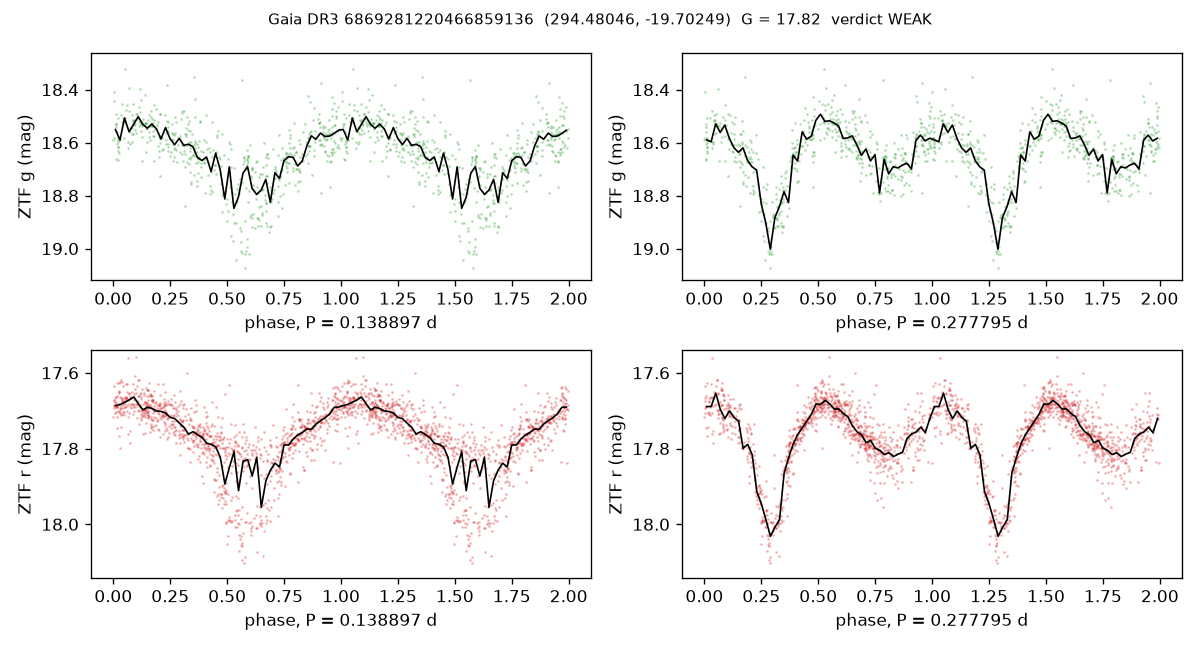 Gaia DR3 6869281220466859136  (294.48046, -19.70249)  G = 17.82  verdict WEAK
ZTF g (mag)
18.4
18.6
18.8
19.0
0.00 0.25 0.50 0.75 1.00 1.25 1.50 1.75 2.00
phase, P = 0.138897 d
ZTF g (mag)
18.4
18.6
18.8
19.0
0.00 0.25 0.50 0.75 1.00 1.25 1.50 1.75 2.00
phase, P = 0.277795 d
ZTF r (mag)
17.6
17.8
18.0
0.00 0.25 0.50 0.75 1.00 1.25 1.50 1.75 2.00
phase, P = 0.138897 d
ZTF r (mag)
17.6
17.8
18.0
0.00 0.25 0.50 0.75 1.00 1.25 1.50 1.75 2.00
phase, P = 0.277795 d